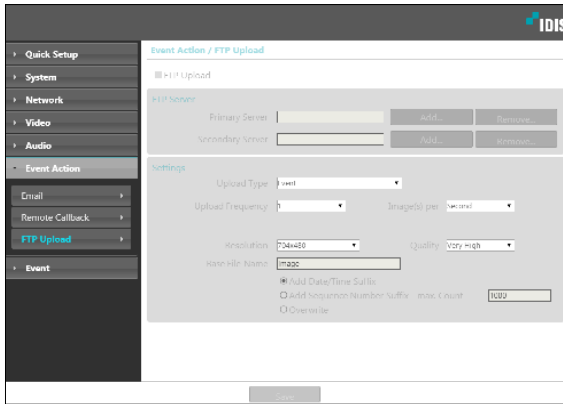 IDIS
Quick Setup
System
Network
Video
Audio
Event Action
Email
Remote Callback
FTP Upload
Event
Event Action / FTP Upload
FTP Upload
FTP Server
Primary Server Add... Remove...
Secondary Server Add... Remove...
Settings
Upload Type Event
Upload Frequency 1 Image(s) per Second
Resolution 704x480 Quality Very High
Base File Name image
Add Date/Time Suffix
Add Sequence Number Suffix max. Count 1000
Overwrite
Save